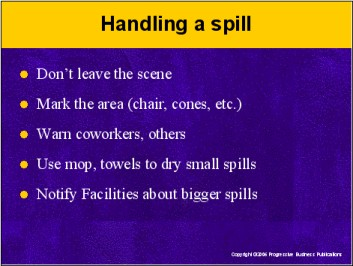 Handling a spill
Don't leave the scene
Mark the area (chair, cones, etc.)
Warn coworkers, others
Use mop, towels to dry small spills
Notify Facilities about bigger spills
Copyright ©2004 Progressive Business Publications